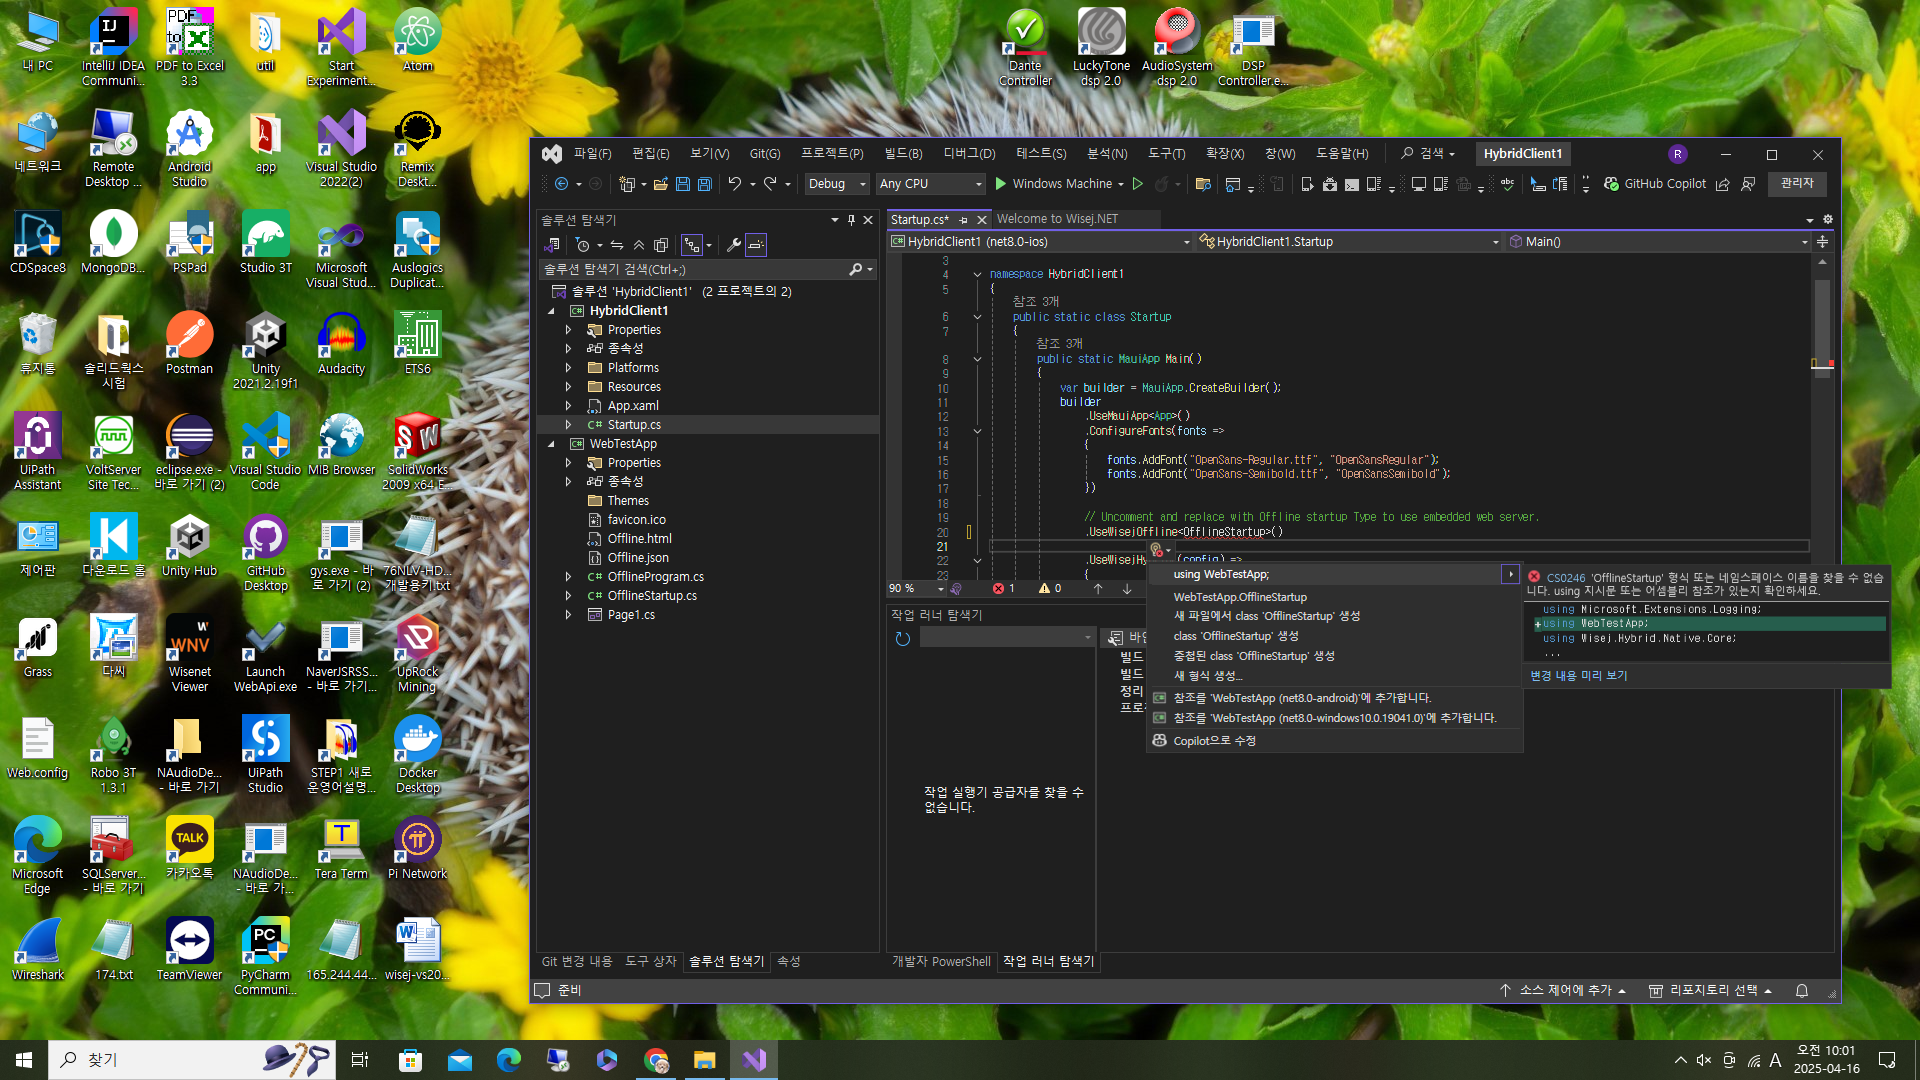 내 PC
IntelliJ IDEA Communi...
PDF to Excel 3.3
util
Start Experiment...
Atom
네트워크
Remote Desktop ...
Android Studio
app
Visual Studio 2022(2)
Remix Deskt...
CDSpace8
MongoDB...
PSPad
Studio 3T
Microsoft Visual Stud...
Auslogics Duplicat...
휴지통
솔리드웍스 시험
Postman
Unity 2021.2.19f1
Audacity
ETS6
UiPath Assistant
VoltServer Site Tec...
eclipse.exe - 바로 가기 (2)
Visual Studio Code
MIB Browser
SolidWorks 2009 x64 E...
제어판
다운로드 홈
Unity Hub
GitHub Desktop
gys.exe - 바로 가기 (2)
76NLV-HD... 개발용키.txt
Grass
다씨
Wisenet Viewer
Launch WebApi.exe
NaverJSRSS... - 바로 가기...
UpRock Mining
Web.config
Robo 3T 1.3.1
NAudioDe... - 바로 가기
UiPath Studio
STEP1 새로 운영어설명...
Docker Desktop
Microsoft Edge
SQLServer... - 바로 가기
카카오톡
NAudioDe... - 바로 가...
Tera Term
Pi Network
Wireshark
174.txt
TeamViewer
PyCharm Communi...
165.244.44...
wisej-vs20...
Dante Controller
LuckyTone dsp 2.0
AudioSystem dsp 2.0
DSP Controller.e...
파일(F) 편집(E) 보기(V) Git(G) 프로젝트(P) 빌드(B) 디버그(D) 테스트(S) 분석(N) 도구(T) 확장(X) 창(W) 도움말(H) 검색 HybridClient1 R
Debug Any CPU Windows Machine GitHub Copilot 관리자
솔루션 탐색기
솔루션 탐색기 검색(Ctrl+;)
솔루션 'HybridClient1' (2 프로젝트의 2)
HybridClient1
Properties
종속성
Platforms
Resources
App.xaml
C# Startup.cs
WebTestApp
Properties
종속성
Themes
favicon.ico
Offline.html
Offline.json
C# OfflineProgram.cs
C# OfflineStartup.cs
Page1.cs
Git 변경 내용 도구 상자 솔루션 탐색기 속성
Startup.cs* Welcome to Wisej.NET
HybridClient1 (net8.0-ios) HybridClient1.Startup Main()
3
4 namespace HybridClient1
5 {
참조 3개
6 public static class Startup
7 {
참조 3개
8 public static MauiApp Main()
9 {
10 var builder = MauiApp.CreateBuilder();
11 builder
12 .UseMauiApp<App>()
13 .ConfigureFonts(fonts =>
14 {
15 fonts.AddFont("OpenSans-Regular.ttf", "OpenSansRegular");
16 fonts.AddFont("OpenSans-Semibold.ttf", "OpenSansSemibold");
17 })
18
19 // Uncomment and replace with Offline startup Type to use embedded web server.
20 .UseWisejOffline<OfflineStartup>()
21
22 .UseWisejHy (config) =>
23 {
90 % 1 0
using WebTestApp;
WebTestApp.OfflineStartup
새 파일에서 class 'OfflineStartup' 생성
class 'OfflineStartup' 생성
중첩된 class 'OfflineStartup' 생성
새 형식 생성...
참조를 'WebTestApp (net8.0-android)'에 추가합니다.
참조를 'WebTestApp (net8.0-windows10.0.19041.0)'에 추가합니다.
Copilot으로 수정
CS0246 'OfflineStartup' 형식 또는 네임스페이스 이름을 찾을 수 없습
니다. using 지시문 또는 어셈블리 참조가 있는지 확인하세요.
using Microsoft.Extensions.Logging;
+using WebTestApp;
using Wisej.Hybrid.Native.Core;
...
변경 내용 미리 보기
작업 러너 탐색기
바인
빌드
빌드
정리
프로젝
작업 실행기 공급자를 찾을 수
없습니다.
개발자 PowerShell 작업 러너 탐색기
준비 소스 제어에 추가 리포지토리 선택
찾기
A 오전 10:01
2025-04-16